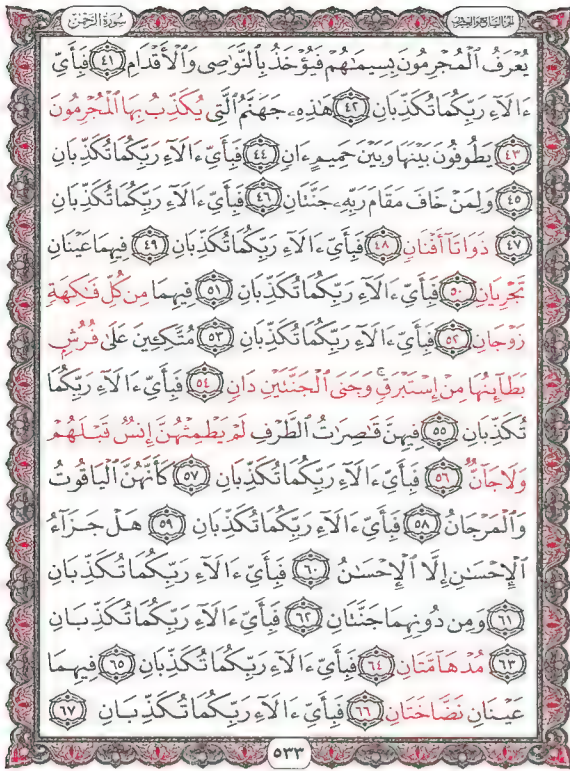 سُورَةُ الرَّحْمٰن
الجزء السابع والعشرون
يُعْرَفُ ٱلْمُجْرِمُونَ بِسِيمَٰهُمْ فَيُؤْخَذُ بِٱلنَّوَٰصِى وَٱلْأَقْدَامِ ٤١ فَبِأَىِّ
ءَالَآءِ رَبِّكُمَا تُكَذِّبَانِ ٤٢ هَٰذِهِۦ جَهَنَّمُ ٱلَّتِى يُكَذِّبُ بِهَا ٱلْمُجْرِمُونَ
٤٣ يَطُوفُونَ بَيْنَهَا وَبَيْنَ حَمِيمٍ ءَانٍ ٤٤ فَبِأَىِّ ءَالَآءِ رَبِّكُمَا تُكَذِّبَانِ
٤٥ وَلِمَنْ خَافَ مَقَامَ رَبِّهِۦ جَنَّتَانِ ٤٦ فَبِأَىِّ ءَالَآءِ رَبِّكُمَا تُكَذِّبَانِ
٤٧ ذَوَاتَآ أَفْنَانٍ ٤٨ فَبِأَىِّ ءَالَآءِ رَبِّكُمَا تُكَذِّبَانِ ٤٩ فِيهِمَا عَيْنَانِ
تَجْرِيَانِ ٥٠ فَبِأَىِّ ءَالَآءِ رَبِّكُمَا تُكَذِّبَانِ ٥١ فِيهِمَا مِن كُلِّ فَٰكِهَةٍ
زَوْجَانِ ٥٢ فَبِأَىِّ ءَالَآءِ رَبِّكُمَا تُكَذِّبَانِ ٥٣ مُتَّكِـِٔينَ عَلَىٰ فُرُشٍۭ
بَطَآئِنُهَا مِنْ إِسْتَبْرَقٍ ۚ وَجَنَى ٱلْجَنَّتَيْنِ دَانٍ ٥٤ فَبِأَىِّ ءَالَآءِ رَبِّكُمَا
تُكَذِّبَانِ ٥٥ فِيهِنَّ قَٰصِرَٰتُ ٱلطَّرْفِ لَمْ يَطْمِثْهُنَّ إِنسٌ قَبْلَهُمْ
وَلَا جَآنٌّ ٥٦ فَبِأَىِّ ءَالَآءِ رَبِّكُمَا تُكَذِّبَانِ ٥٧ كَأَنَّهُنَّ ٱلْيَاقُوتُ
وَٱلْمَرْجَانُ ٥٨ فَبِأَىِّ ءَالَآءِ رَبِّكُمَا تُكَذِّبَانِ ٥٩ هَلْ جَزَآءُ
ٱلْإِحْسَٰنِ إِلَّا ٱلْإِحْسَٰنُ ٦٠ فَبِأَىِّ ءَالَآءِ رَبِّكُمَا تُكَذِّبَانِ
٦١ وَمِن دُونِهِمَا جَنَّتَانِ ٦٢ فَبِأَىِّ ءَالَآءِ رَبِّكُمَا تُكَذِّبَانِ
٦٣ مُدْهَآمَّتَانِ ٦٤ فَبِأَىِّ ءَالَآءِ رَبِّكُمَا تُكَذِّبَانِ ٦٥ فِيهِمَا
عَيْنَانِ نَضَّاخَتَانِ ٦٦ فَبِأَىِّ ءَالَآءِ رَبِّكُمَا تُكَذِّبَانِ ٦٧
٥٣٣